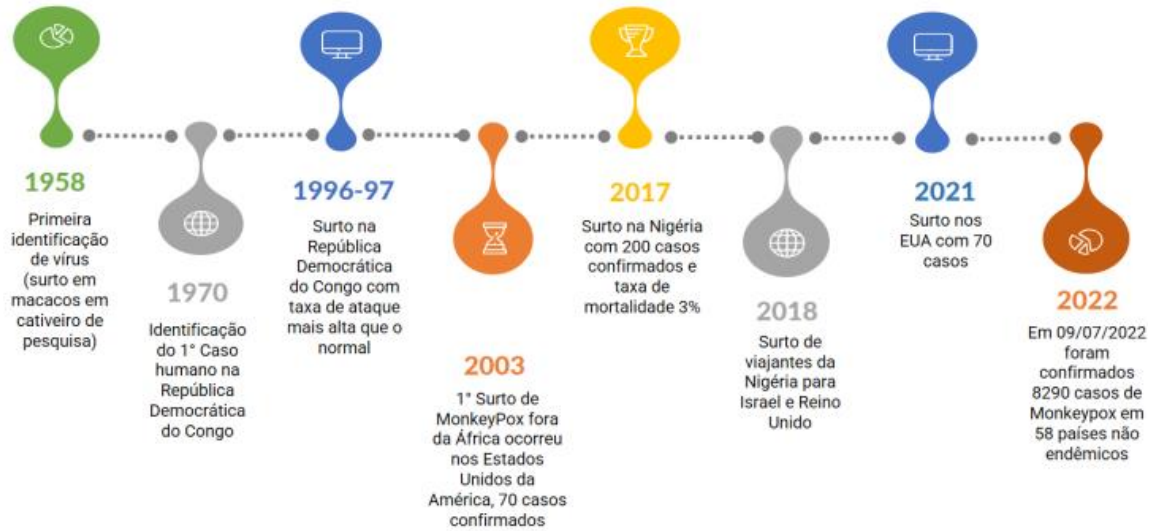 1958
Primeira
identificação
de vírus
(surto em
macacos em
cativeiro de
pesquisa)
1970
Identificação
do 1° Caso
humano na
República
Democrática
do Congo
1996-97
Surto na
República
Democrática
do Congo com
taxa de ataque
mais alta que o
normal
2003
1° Surto de
MonkeyPox fora
da África ocorreu
nos Estados
Unidos da
América, 70 casos
confirmados
2017
Surto na Nigéria
com 200 casos
confirmados e
taxa de
mortalidade 3%
2018
Surto de
viajantes da
Nigéria para
Israel e Reino
Unido
2021
Surto nos
EUA com 70
casos
2022
Em 09/07/2022
foram
confirmados
8290 casos de
Monkeypox em
58 países não
endêmicos